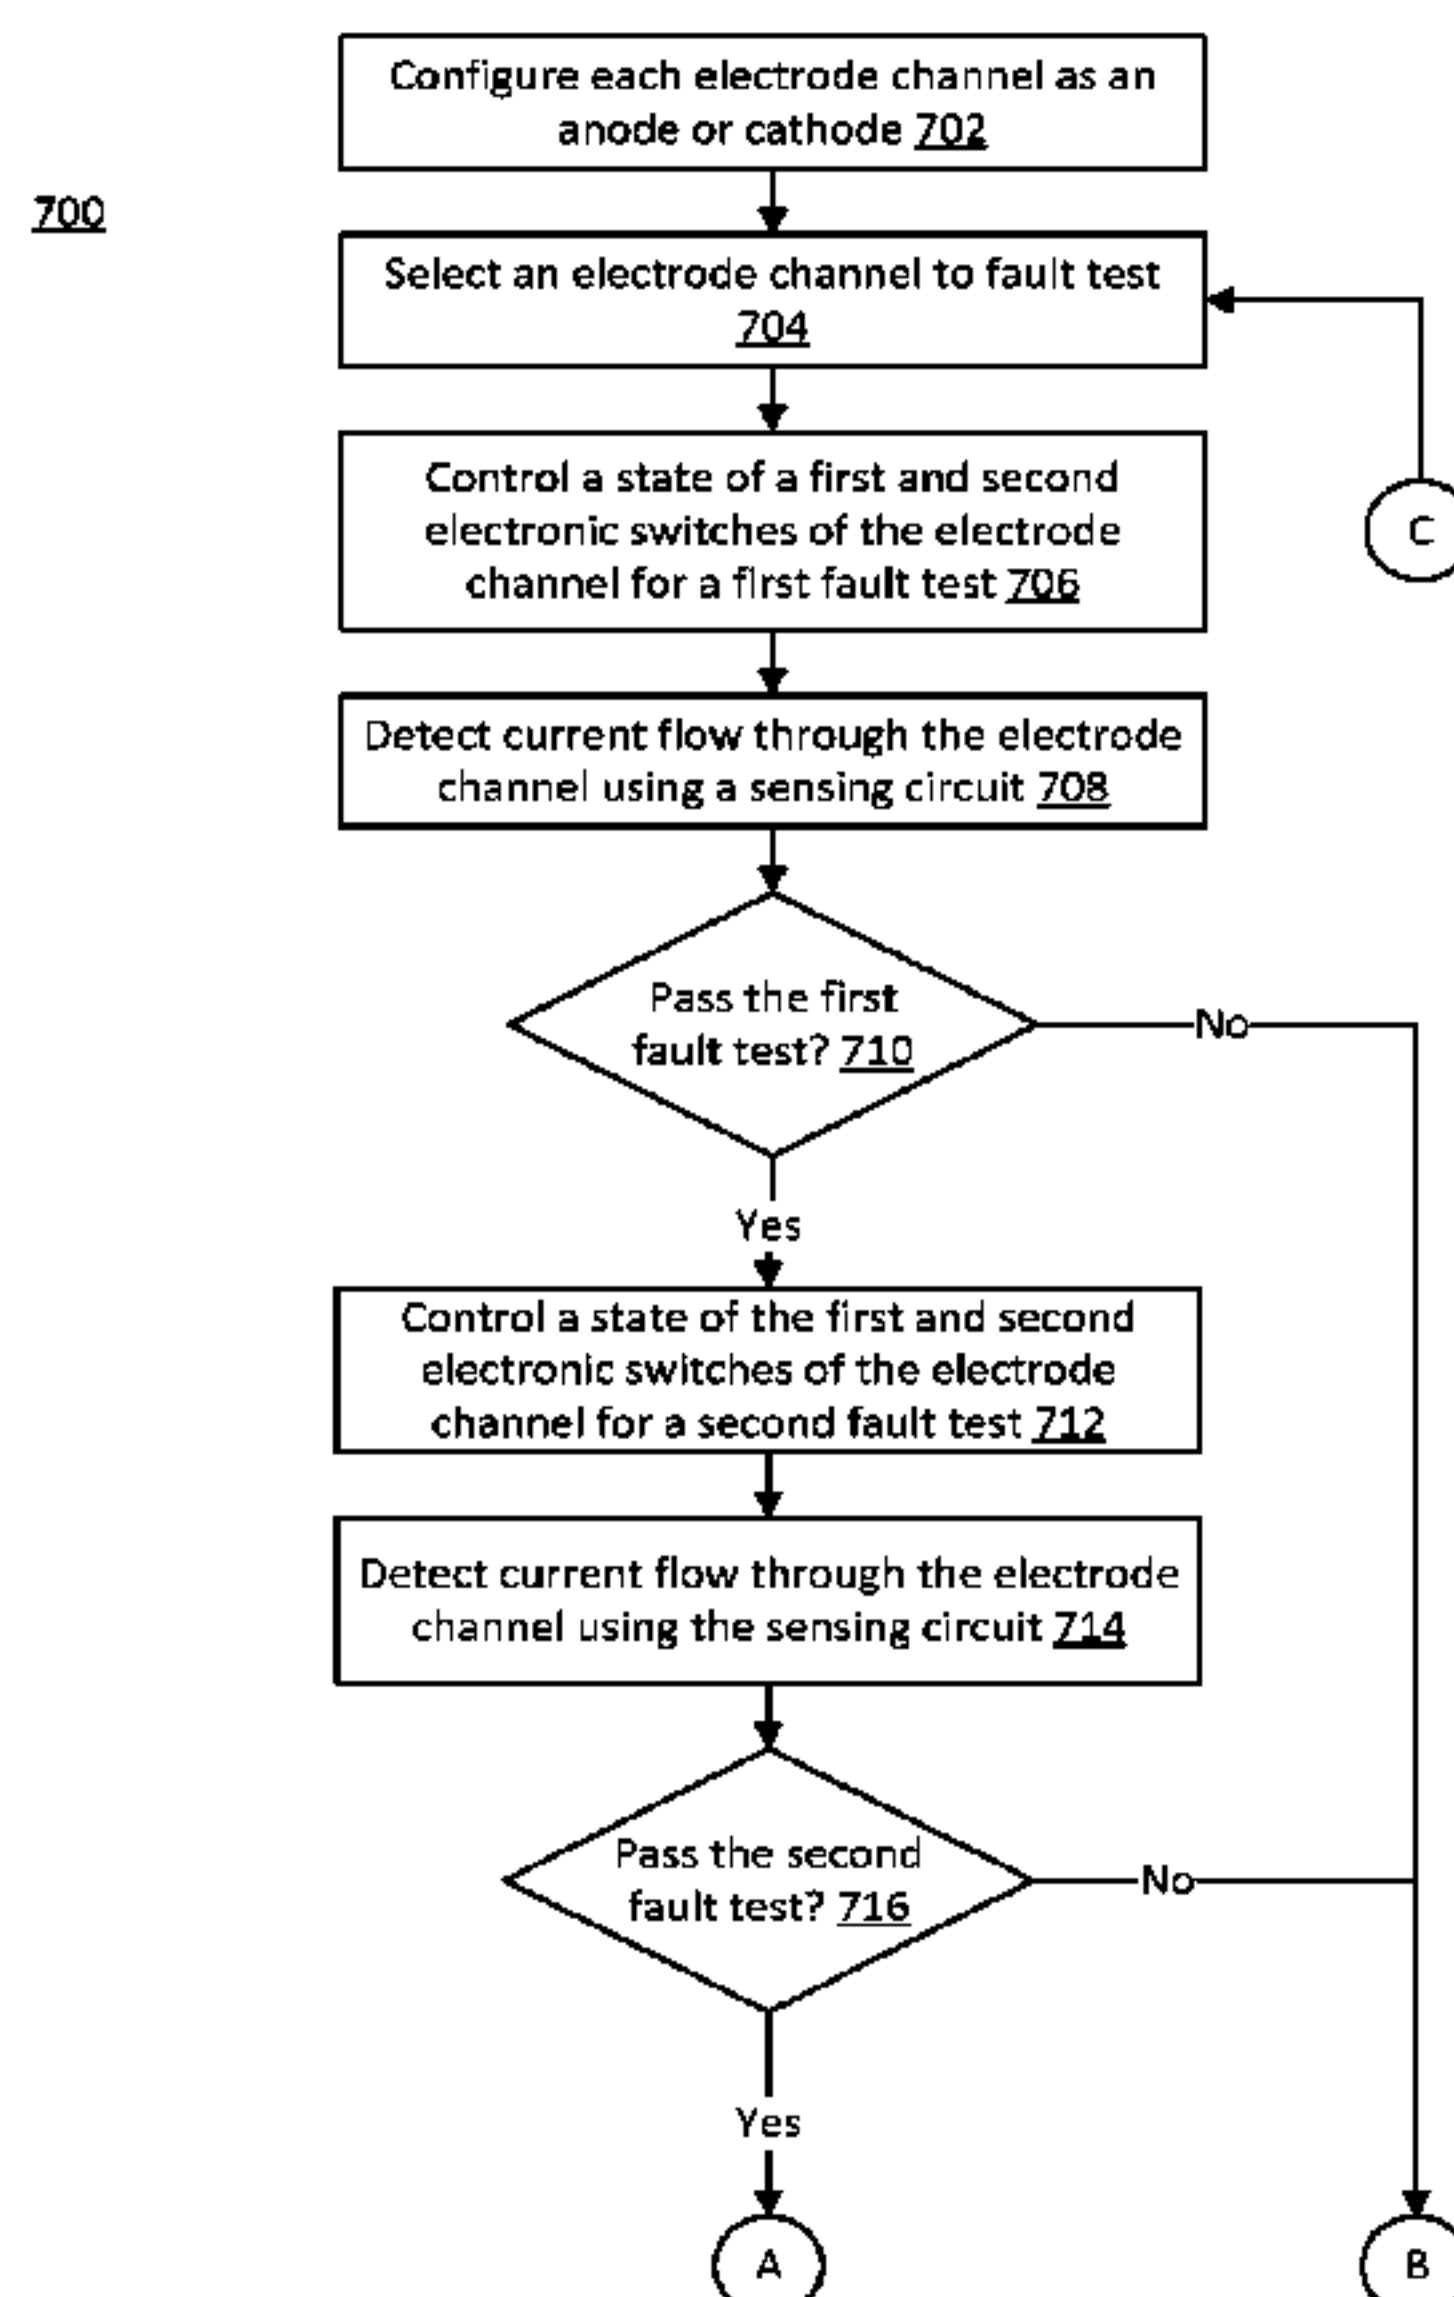 Configure each electrode channel as an
anode or cathode 702
700
Select an electrode channel to fault test
704
Control a state of a first and second
electronic switches of the electrode
channel for a first fault test 706
C
Detect current flow through the electrode
channel using a sensing circuit 708
Pass the first
fault test? 710
No
Yes
Control a state of the first and second
electronic switches of the electrode
channel for a second fault test 712
Detect current flow through the electrode
channel using the sensing circuit 714
Pass the second
fault test? 716
No
Yes
A
B